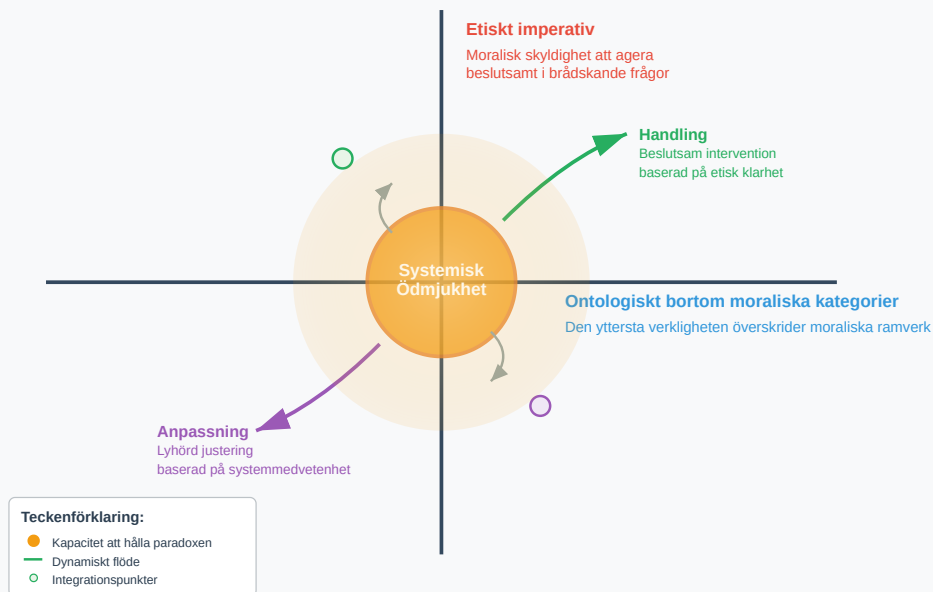 Etiskt imperativ
Moralisk skyldighet att agera
beslutsamt i brådskande frågor
Handling
Beslutsam intervention
baserad på etisk klarhet
Systemisk
Ödmjukhet
Ontologiskt bortom moraliska kategorier
Den yttersta verkligheten överskrider moraliska ramverk
Anpassning
Lyhörd justering
baserad på systemmedvetenhet
Teckenförklaring:
Kapacitet att hålla paradoxen
Dynamiskt flöde
Integrationspunkter